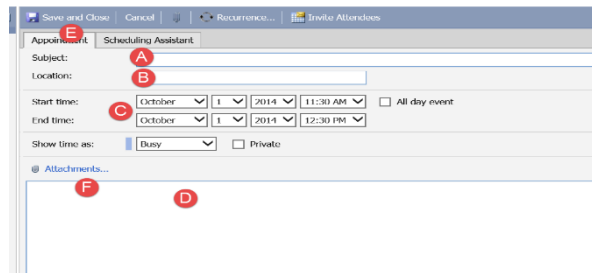 Save and Close Cancel Recurrence... Invite Attendees
E
Appointment Scheduling Assistant
Subject: A
Location: B
Start time: October 1 2014 11:30 AM All day event
C
End time: October 1 2014 12:30 PM
Show time as: Busy Private
Attachments...
F
D